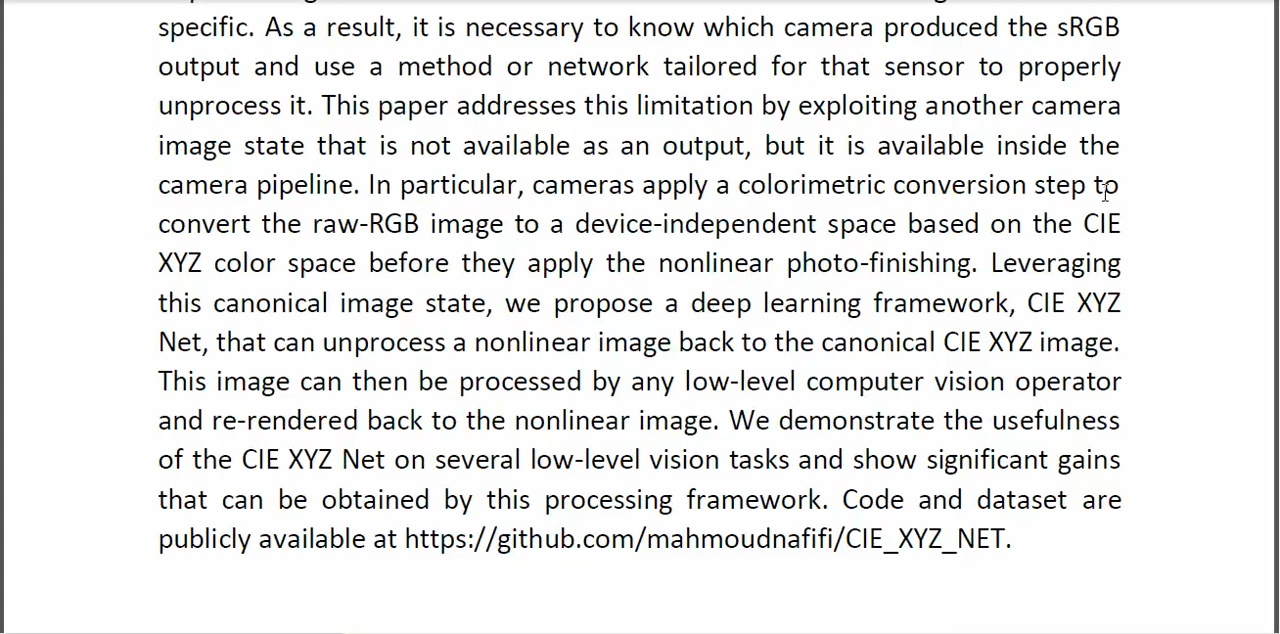 specific. As a result, it is necessary to know which camera produced the sRGB
output and use a method or network tailored for that sensor to properly
unprocess it. This paper addresses this limitation by exploiting another camera
image state that is not available as an output, but it is available inside the
camera pipeline. In particular, cameras apply a colorimetric conversion step to
convert the raw-RGB image to a device-independent space based on the CIE
XYZ color space before they apply the nonlinear photo-finishing. Leveraging
this canonical image state, we propose a deep learning framework, CIE XYZ
Net, that can unprocess a nonlinear image back to the canonical CIE XYZ image.
This image can then be processed by any low-level computer vision operator
and re-rendered back to the nonlinear image. We demonstrate the usefulness
of the CIE XYZ Net on several low-level vision tasks and show significant gains
that can be obtained by this processing framework. Code and dataset are
publicly available at https://github.com/mahmoudnafifi/CIE_XYZ_NET.